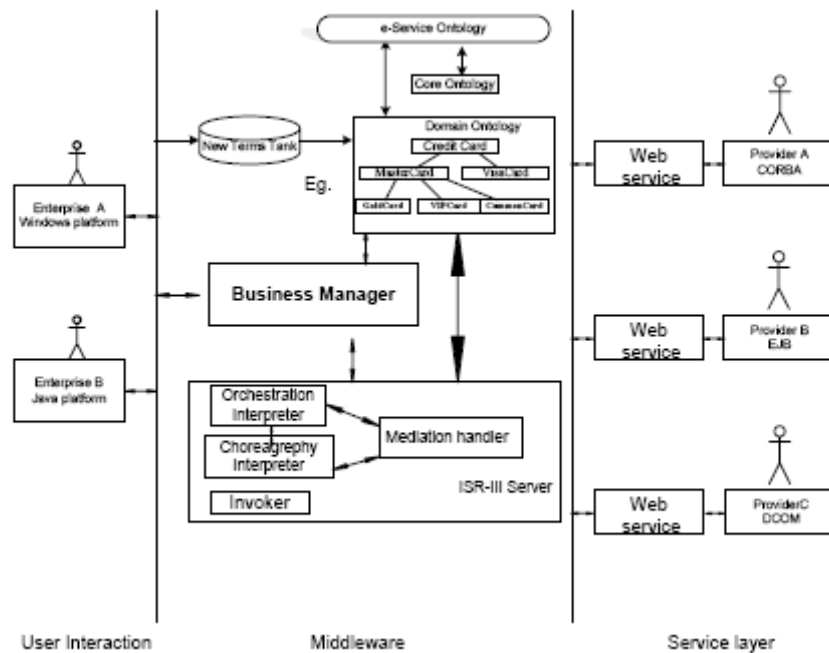 e-Service Ontology
Core Ontology
New Terms Tank
Domain Ontology
Credit Card
MasterCard
VisaCard
Eg.
GoldCard
VIPCard
CommonCard
Enterprise A
Windows platform
Business Manager
Enterprise B
Java platform
Orchestration
Interpreter
Choreagrephy
Interpreter
Mediation handler
Invoker
ISR-III Server
Web
service
Provider A
CORBA
Web
service
Provider B
EJB
Web
service
ProviderC
DCOM
User Interaction
Middleware
Service layer